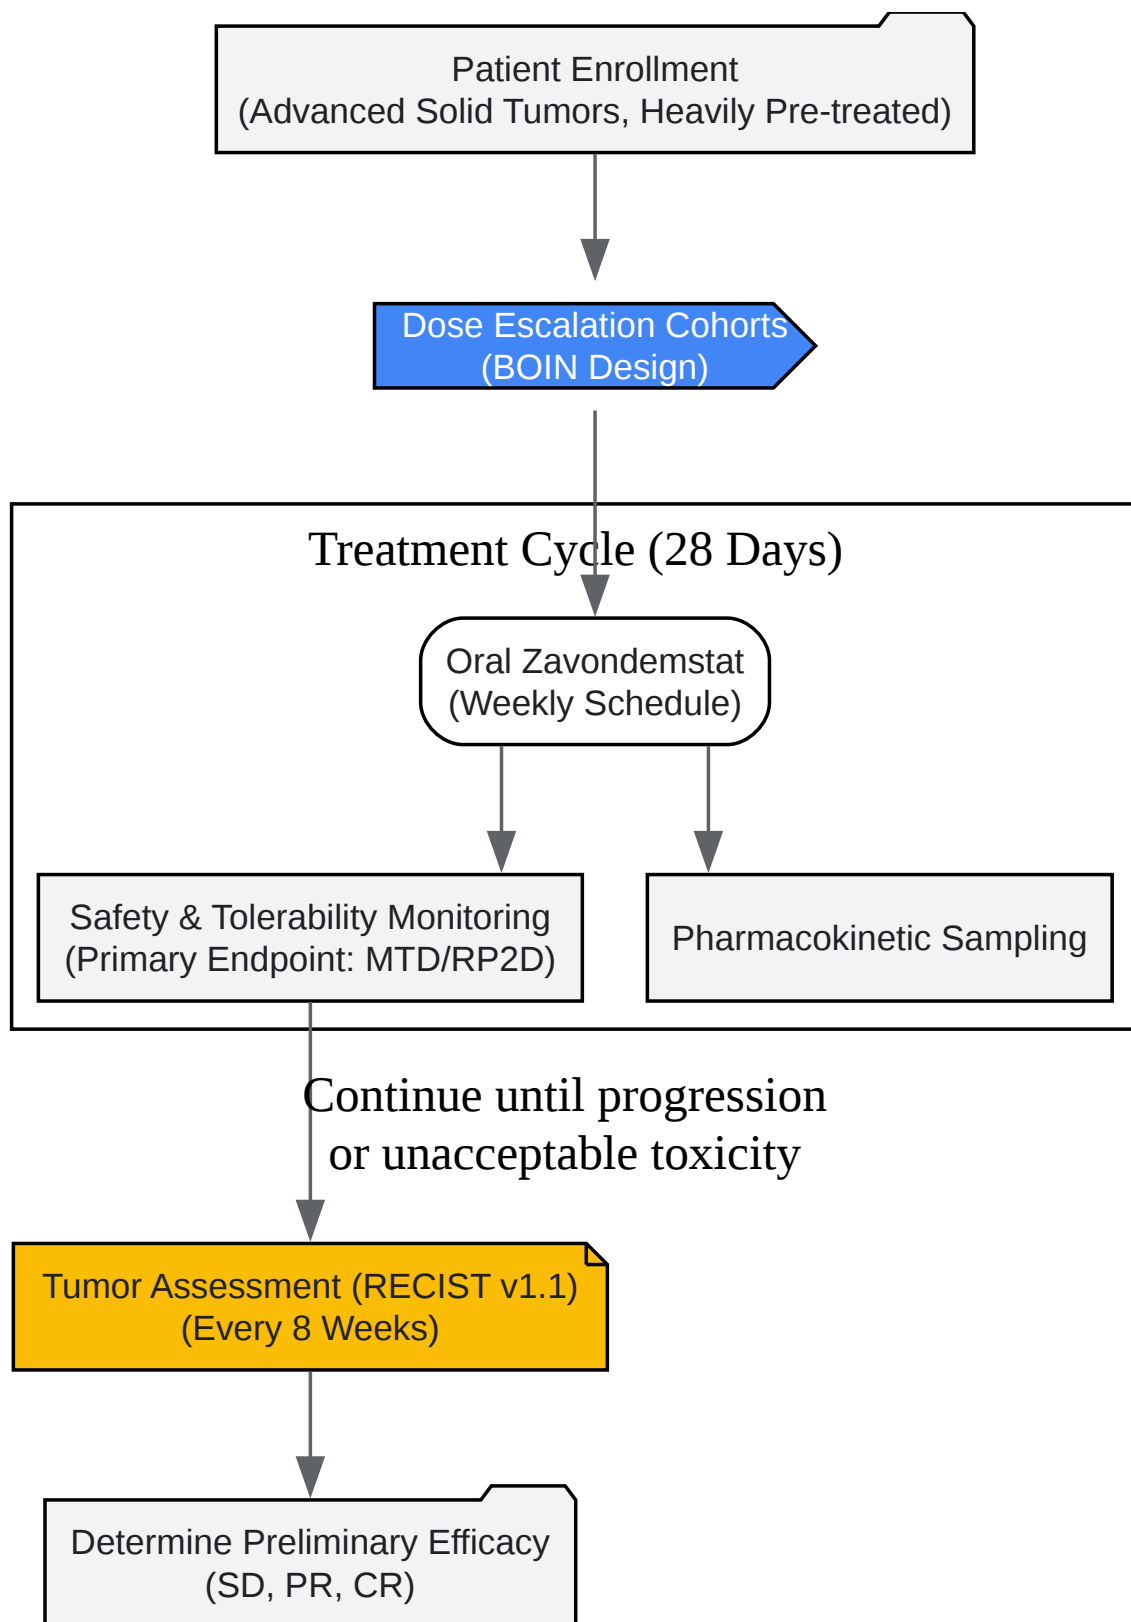 Patient Enrollment
(Advanced Solid Tumors, Heavily Pre-treated)
Dose Escalation Cohorts
(BOIN Design)
Treatment Cycle (28 Days)
Oral Zavondemstat
(Weekly Schedule)
Safety & Tolerability Monitoring
(Primary Endpoint: MTD/RP2D)
Pharmacokinetic Sampling
Continue until progression
or unacceptable toxicity
Tumor Assessment (RECIST v1.1)
(Every 8 Weeks)
Determine Preliminary Efficacy
(SD, PR, CR)